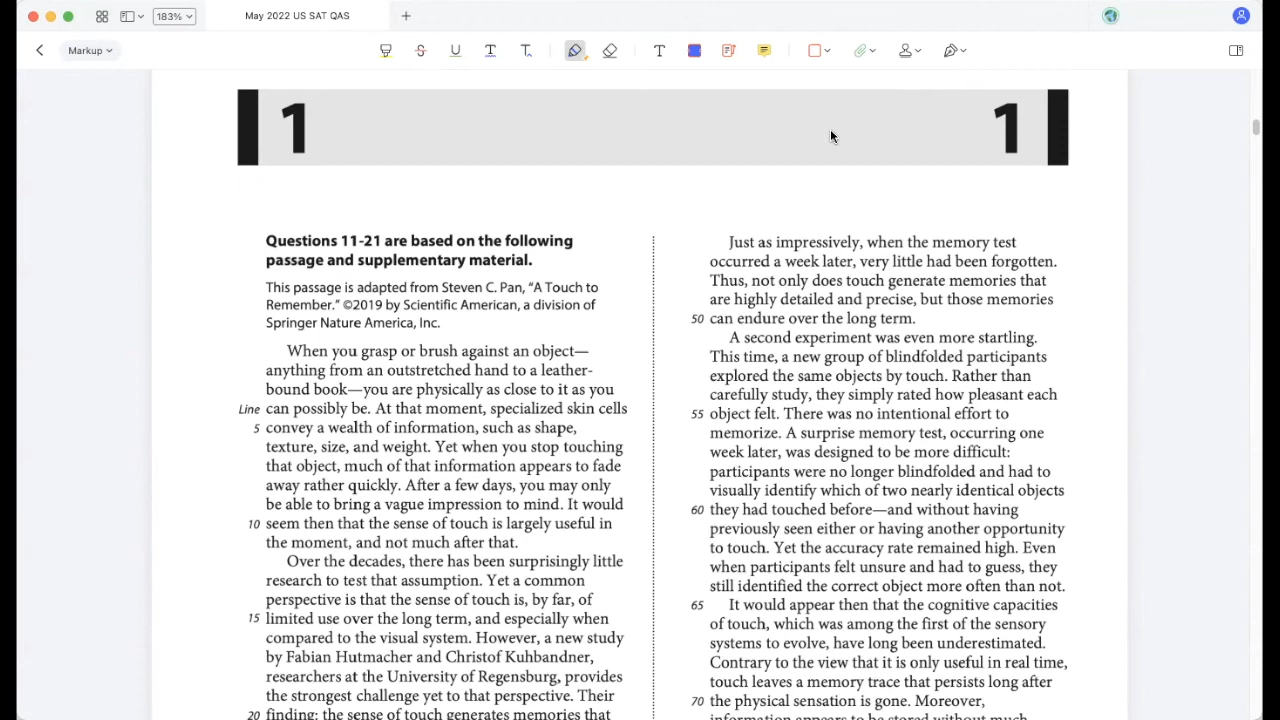 183%
May 2022 US SAT QAS
Markup
1
1
Questions 11-21 are based on the following
passage and supplementary material.
This passage is adapted from Steven C. Pan, “A Touch to
Remember.” ©2019 by Scientific American, a division of
Springer Nature America, Inc.
When you grasp or brush against an object—
anything from an outstretched hand to a leather-
bound book—you are physically as close to it as you
Line can possibly be. At that moment, specialized skin cells
5 convey a wealth of information, such as shape,
texture, size, and weight. Yet when you stop touching
that object, much of that information appears to fade
away rather quickly. After a few days, you may only
be able to bring a vague impression to mind. It would
10 seem then that the sense of touch is largely useful in
the moment, and not much after that.
Over the decades, there has been surprisingly little
research to test that assumption. Yet a common
perspective is that the sense of touch is, by far, of
15 limited use over the long term, and especially when
compared to the visual system. However, a new study
by Fabian Hutmacher and Christof Kuhbandner,
researchers at the University of Regensburg, provides
the strongest challenge yet to that perspective. Their
20 finding: the sense of touch generates memories that
Just as impressively, when the memory test
occurred a week later, very little had been forgotten.
Thus, not only does touch generate memories that
are highly detailed and precise, but those memories
50 can endure over the long term.
A second experiment was even more startling.
This time, a new group of blindfolded participants
explored the same objects by touch. Rather than
carefully study, they simply rated how pleasant each
55 object felt. There was no intentional effort to
memorize. A surprise memory test, occurring one
week later, was designed to be more difficult:
participants were no longer blindfolded and had to
visually identify which of two nearly identical objects
60 they had touched before—and without having
previously seen either or having another opportunity
to touch. Yet the accuracy rate remained high. Even
when participants felt unsure and had to guess, they
still identified the correct object more often than not.
65 It would appear then that the cognitive capacities
of touch, which was among the first of the sensory
systems to evolve, have long been underestimated.
Contrary to the view that it is only useful in real time,
touch leaves a memory trace that persists long after
70 the physical sensation is gone. Moreover,
information appears to be stored without much